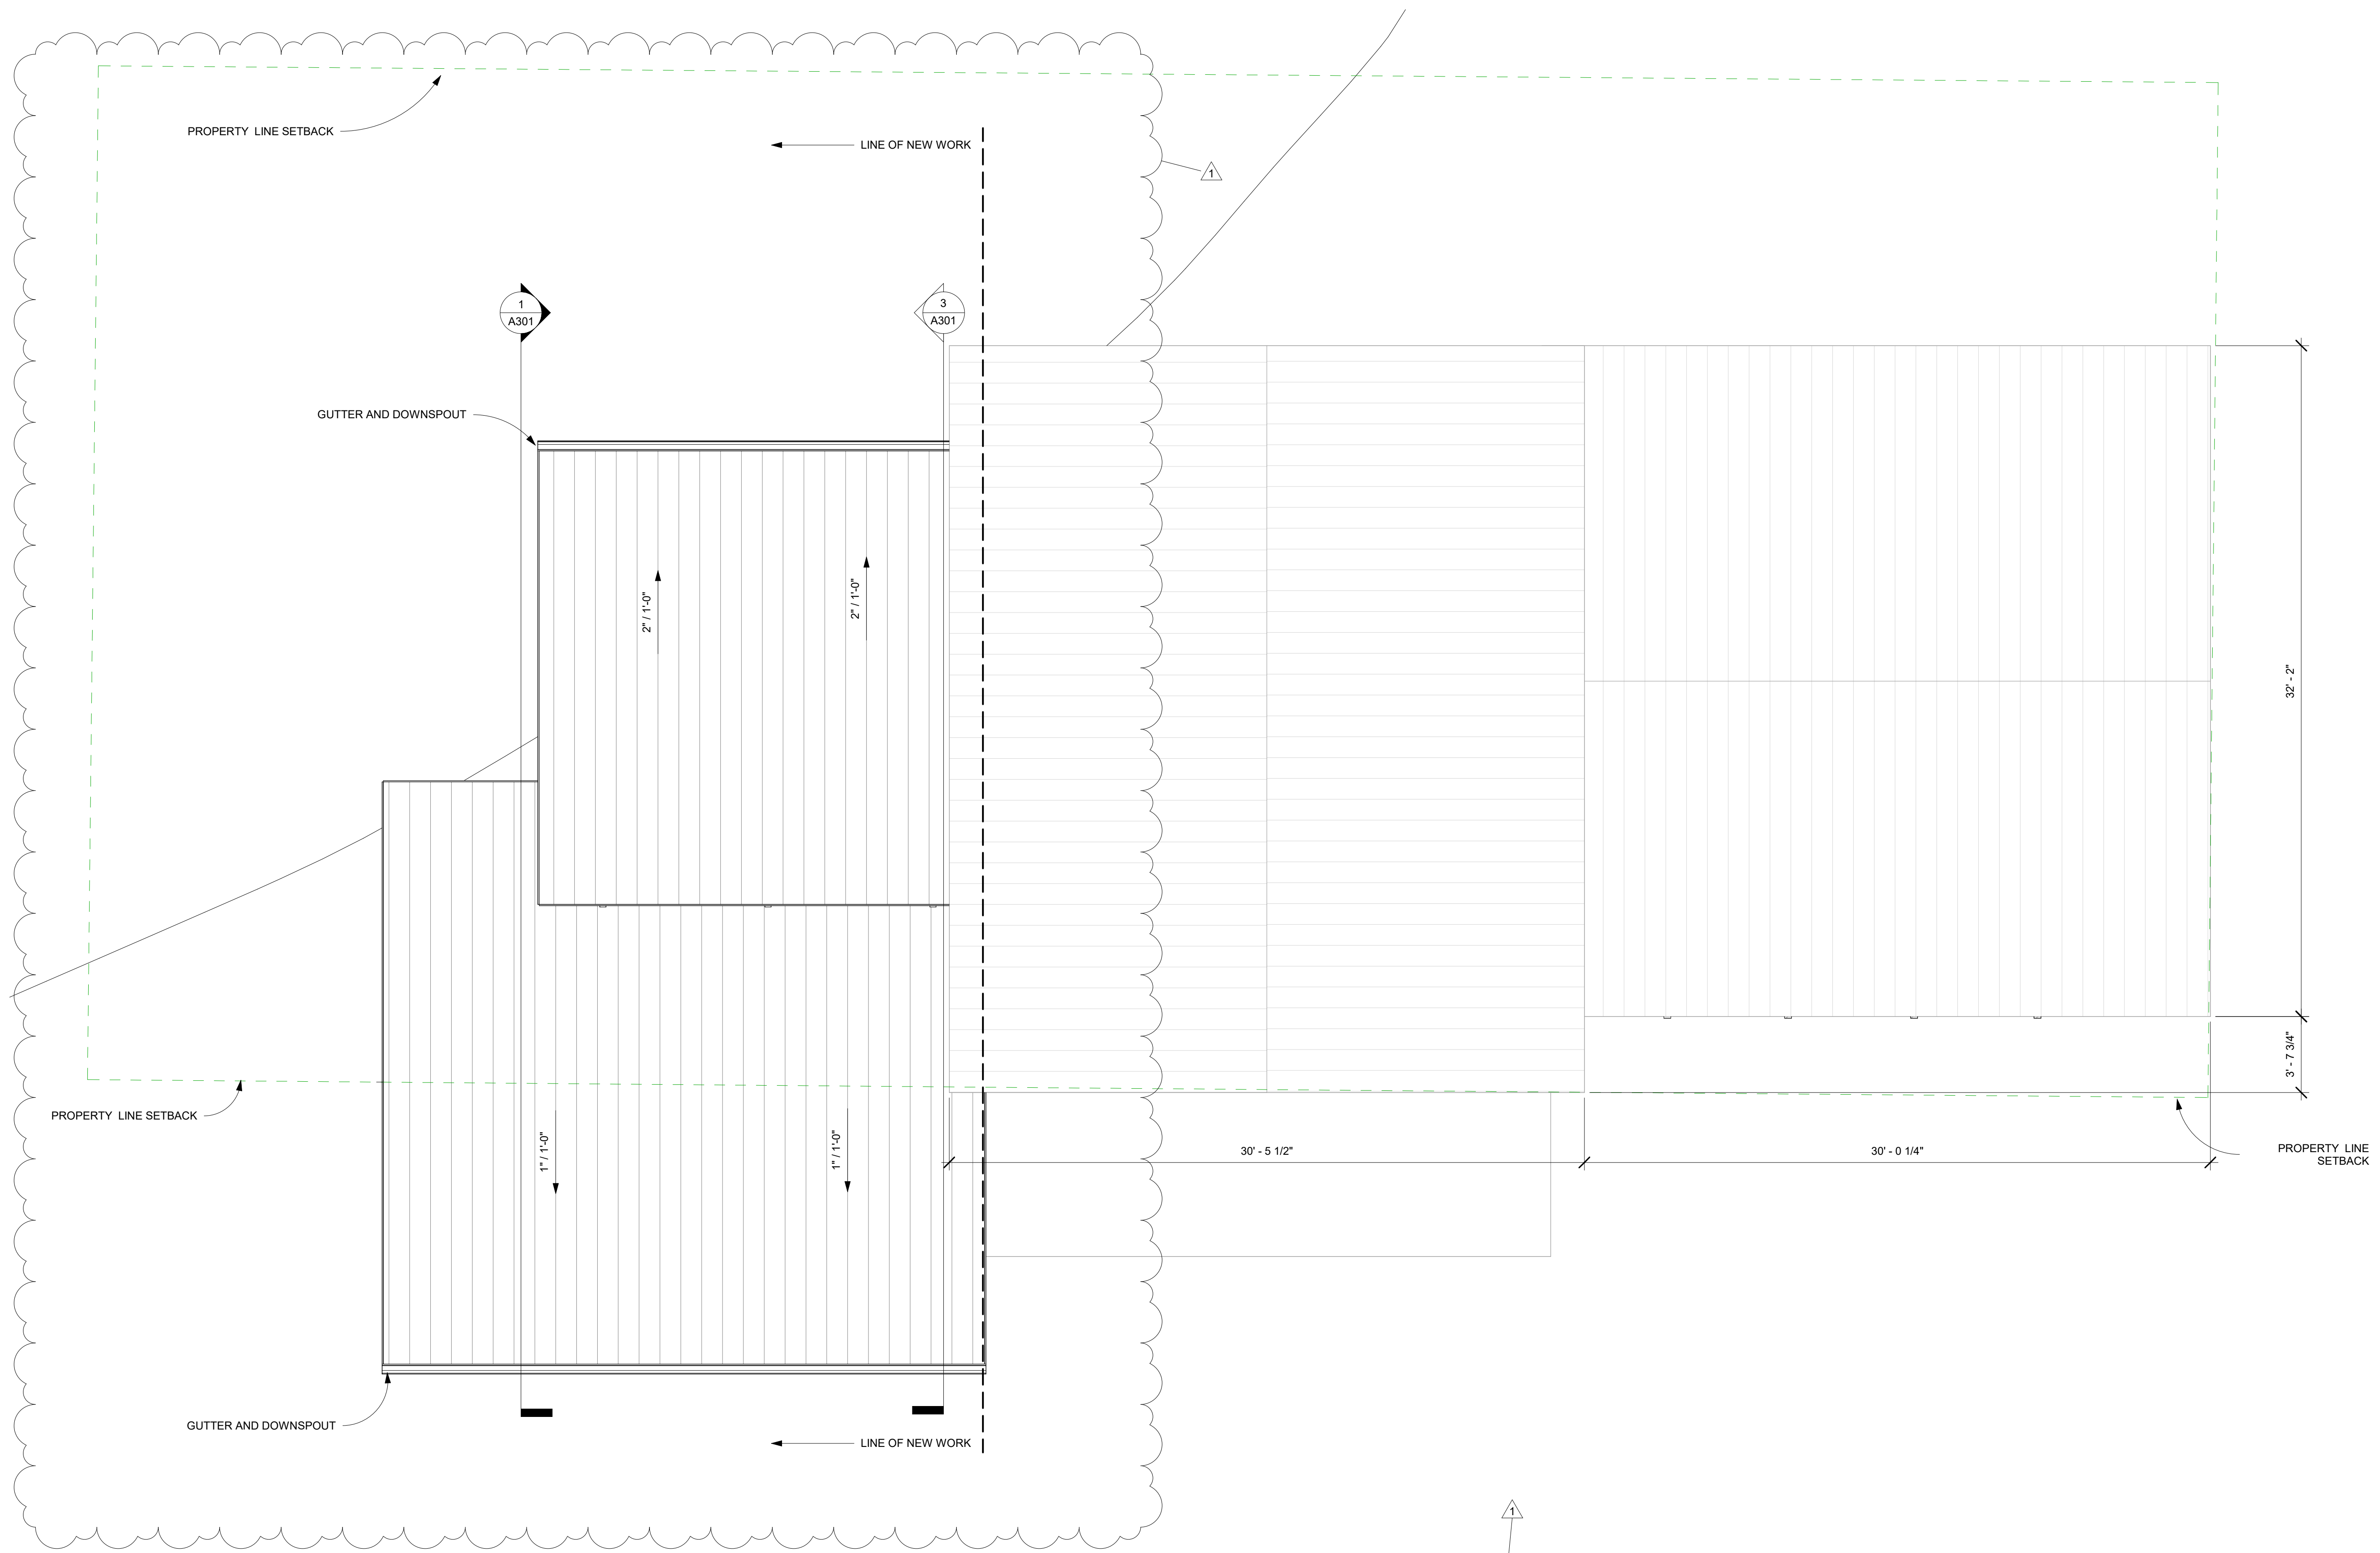 PROPERTY LINE SETBACK
LINE OF NEW WORK
1
1
A301
3
A301
GUTTER AND DOWNSPOUT
2" / 1'-0"
2" / 1'-0"
32' - 2"
3' - 7 3/4"
PROPERTY LINE SETBACK
1" / 1'-0"
1" / 1'-0"
30' - 5 1/2"
30' - 0 1/4"
PROPERTY LINE
SETBACK
GUTTER AND DOWNSPOUT
LINE OF NEW WORK
1